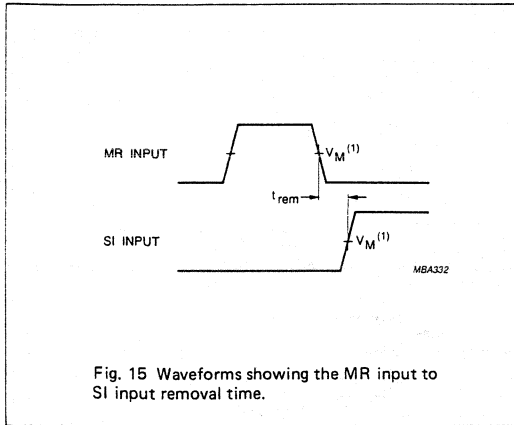 MR INPUT
V_M (1)
t_rem
SI INPUT
V_M (1)
MBA332
Fig. 15 Waveforms showing the MR input to
SI input removal time.